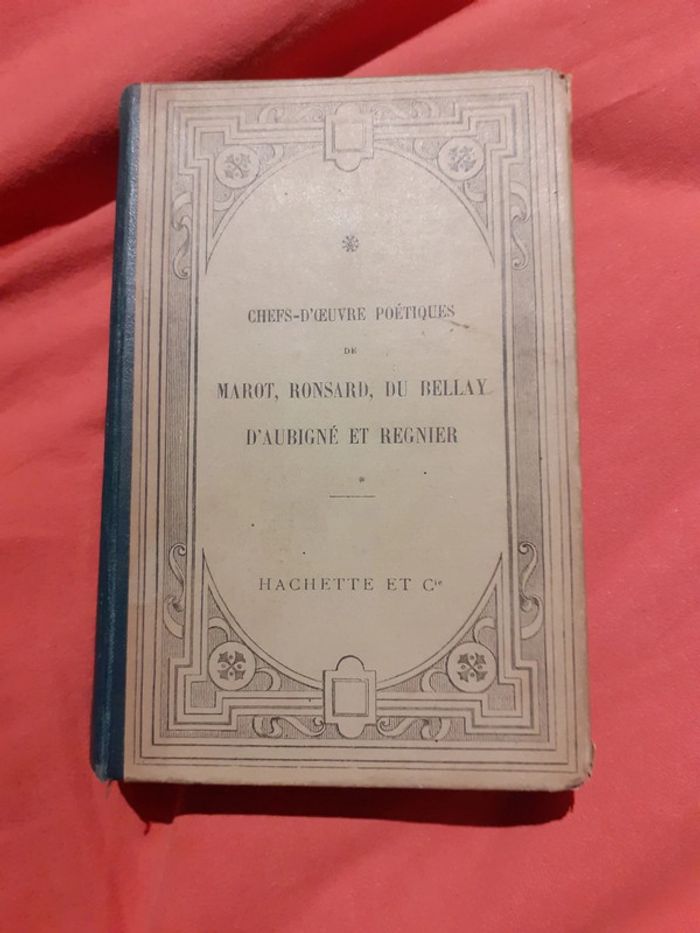 CHEFS-D'ŒUVRE POÉTIQUES
DE
MAROT, RONSARD, DU BELLAY
D'AUBIGNÉ ET REGNIER
HACHETTE ET Cie